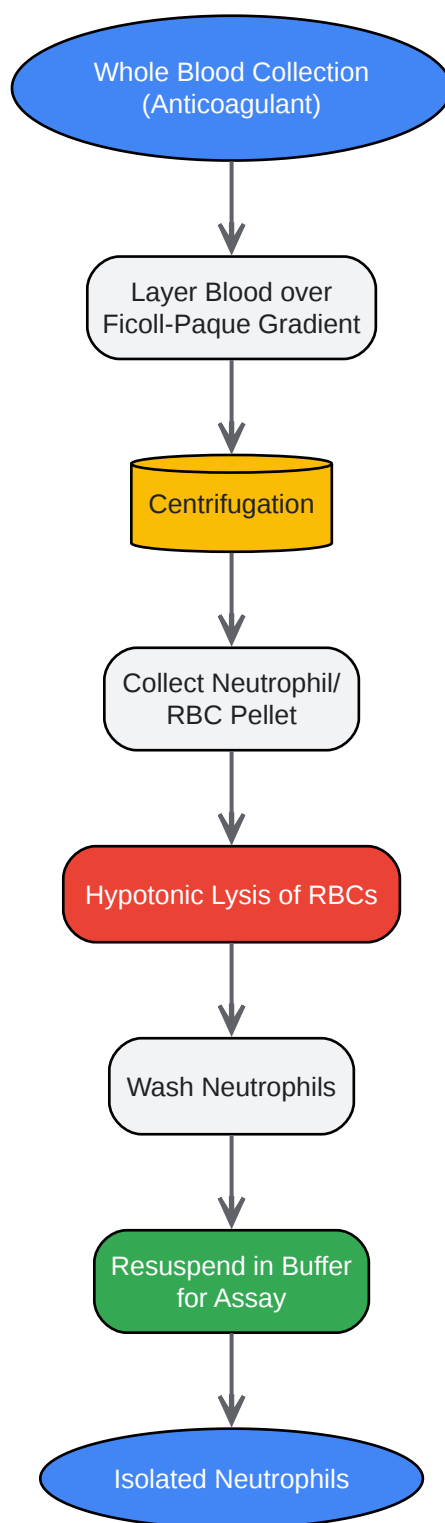 Whole Blood Collection
(Anticoagulant)
Layer Blood over
Ficoll-Paque Gradient
Centrifugation
Collect Neutrophil/
RBC Pellet
Hypotonic Lysis of RBCs
Wash Neutrophils
Resuspend in Buffer
for Assay
Isolated Neutrophils